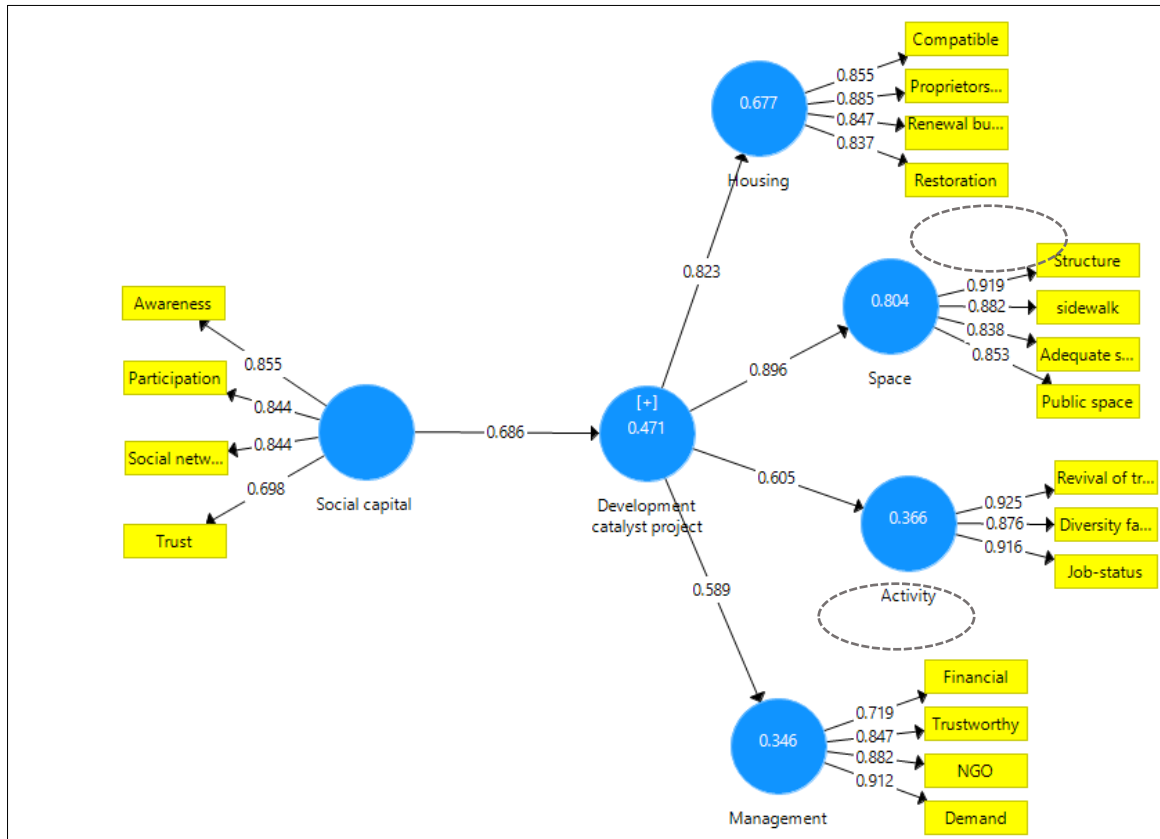 Compatible
0.855
Proprietors...
0.885
0.677
Renewal bu...
0.847
0.837
Restoration
Housing
0.823
Structure
0.919
0.804
sidewalk
0.882
0.838
Adequate s...
0.853
Public space
Space
0.896
Awareness
0.855
Participation
0.844
Social netw...
0.844
0.698
Trust
Social capital
0.686
[+]
0.471
Development
catalyst project
0.605
Revival of tr...
0.925
0.366
Diversity fa...
0.876
0.916
Job-status
Activity
0.589
Financial
0.719
Trustworthy
0.847
0.346
NGO
0.882
0.912
Demand
Management